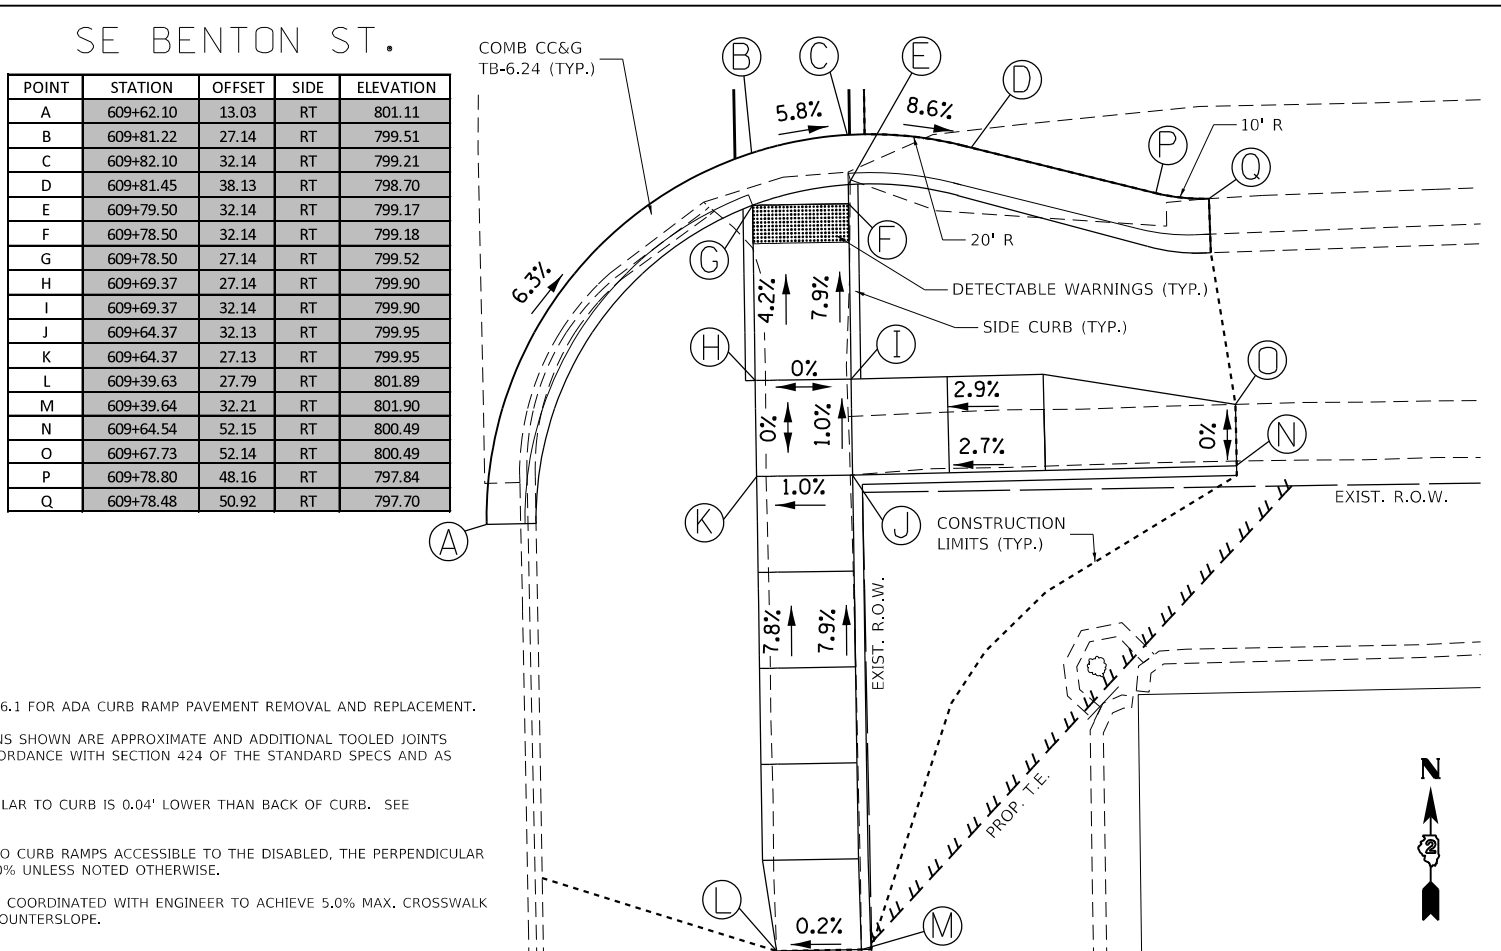 SE BENTON ST.
POINT STATION OFFSET SIDE ELEVATION
A 609+62.10 13.03 RT 801.11
B 609+81.22 27.14 RT 799.51
C 609+82.10 32.14 RT 799.21
D 609+81.45 38.13 RT 798.70
E 609+79.50 32.14 RT 799.17
F 609+78.50 32.14 RT 799.18
G 609+78.50 27.14 RT 799.52
H 609+69.37 27.14 RT 799.90
I 609+69.37 32.14 RT 799.90
J 609+64.37 32.13 RT 799.95
K 609+64.37 27.13 RT 799.95
L 609+39.63 27.79 RT 801.89
M 609+39.64 32.21 RT 801.90
N 609+64.54 52.15 RT 800.49
O 609+67.73 52.14 RT 800.49
P 609+78.80 48.16 RT 797.84
Q 609+78.48 50.92 RT 797.70
COMB CC&G
TB-6.24 (TYP.)
B
C
E
D
5.8%
8.6%
P
10' R
Q
G
F
20' R
6.3%
4.2%
7.9%
DETECTABLE WARNINGS (TYP.)
SIDE CURB (TYP.)
H
I
O
0%
2.9%
0%
1.0%
2.7%
0%
N
1.0%
K
J
A
EXIST. R.O.W.
CONSTRUCTION
LIMITS (TYP.)
7.8%
7.9%
EXIST. R.O.W.
PROP. T.E.
6.1 FOR ADA CURB RAMP PAVEMENT REMOVAL AND REPLACEMENT.
NS SHOWN ARE APPROXIMATE AND ADDITIONAL TOOLED JOINTS
ORDANCE WITH SECTION 424 OF THE STANDARD SPECS AND AS
LAR TO CURB IS 0.04' LOWER THAN BACK OF CURB. SEE
O CURB RAMPS ACCESSIBLE TO THE DISABLED, THE PERPENDICULAR
0% UNLESS NOTED OTHERWISE.
COORDINATED WITH ENGINEER TO ACHIEVE 5.0% MAX. CROSSWALK
OUNTERSLOPE.
L
0.2%
M
N
2